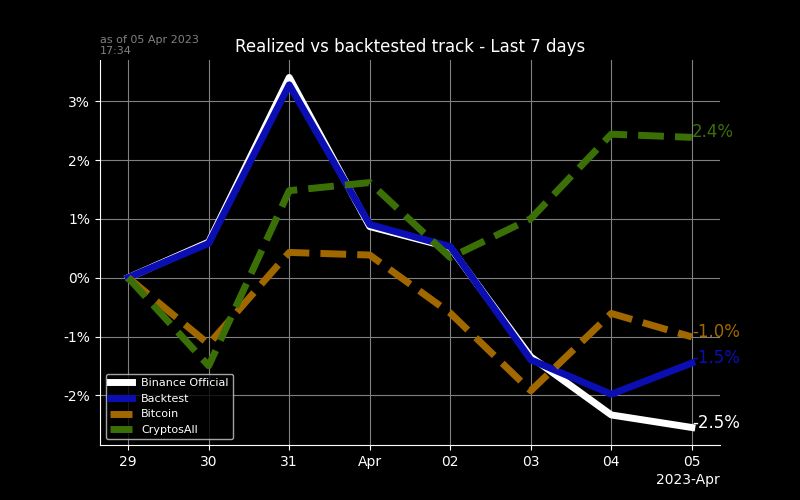 as of 05 Apr 2023
17:34
Realized vs backtested track - Last 7 days
3%
2%
1%
0%
-1%
-2%
2.4%
-1.0%
-1.5%
-2.5%
Binance Official
Backtest
Bitcoin
CryptosAll
29 30 31 Apr 02 03 04 05
2023-Apr